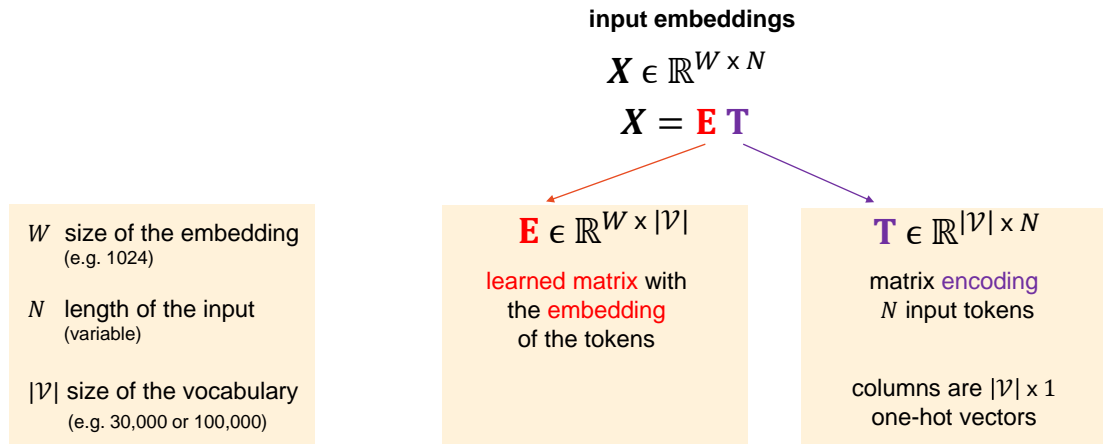 input embeddings
𝑿 ϵ ℝ^{𝑊 x 𝑁}
𝑿 = 𝐄 𝐓
𝑊 size of the embedding
(e.g. 1024)
𝑁 length of the input
(variable)
|𝒱| size of the vocabulary
(e.g. 30,000 or 100,000)
𝐄 ϵ ℝ^{𝑊 x |𝒱|}
learned matrix with
the embedding
of the tokens
𝐓 ϵ ℝ^{|𝒱| x 𝑁}
matrix encoding
𝑁 input tokens
columns are |𝒱| x 1
one-hot vectors